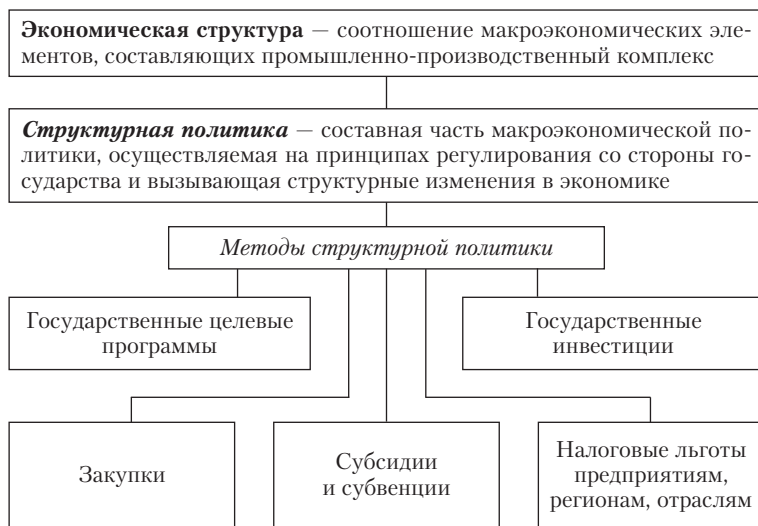 Экономическая структура — соотношение макроэкономических эле-
ментов, составляющих промышленно-производственный комплекс
Структурная политика — составная часть макроэкономической по-
литики, осуществляемая на принципах регулирования со стороны го-
сударства и вызывающая структурные изменения в экономике
Методы структурной политики
Государственные целевые
программы
Государственные
инвестиции
Закупки
Субсидии
и субвенции
Налоговые льготы
предприятиям,
регионам, отраслям